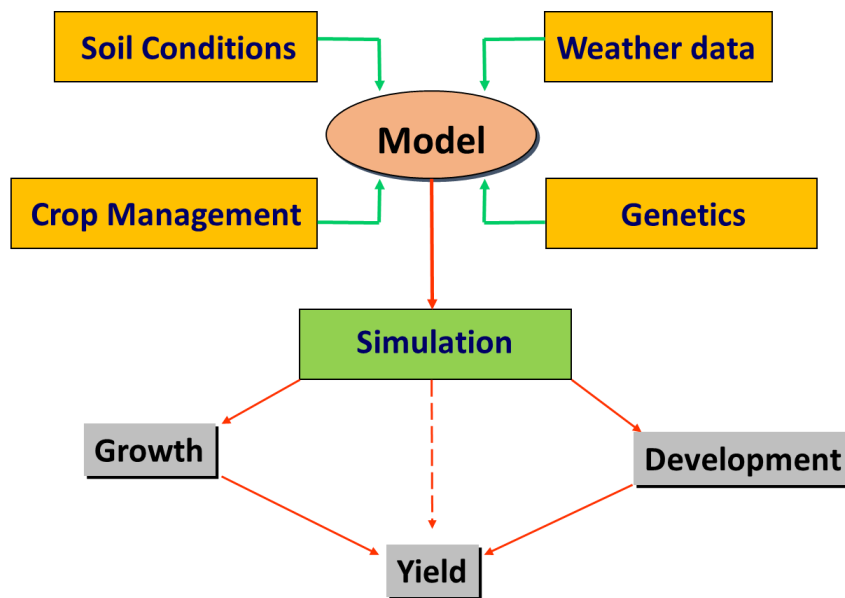 Soil Conditions
Weather data
Model
Crop Management
Genetics
Simulation
Growth
Development
Yield